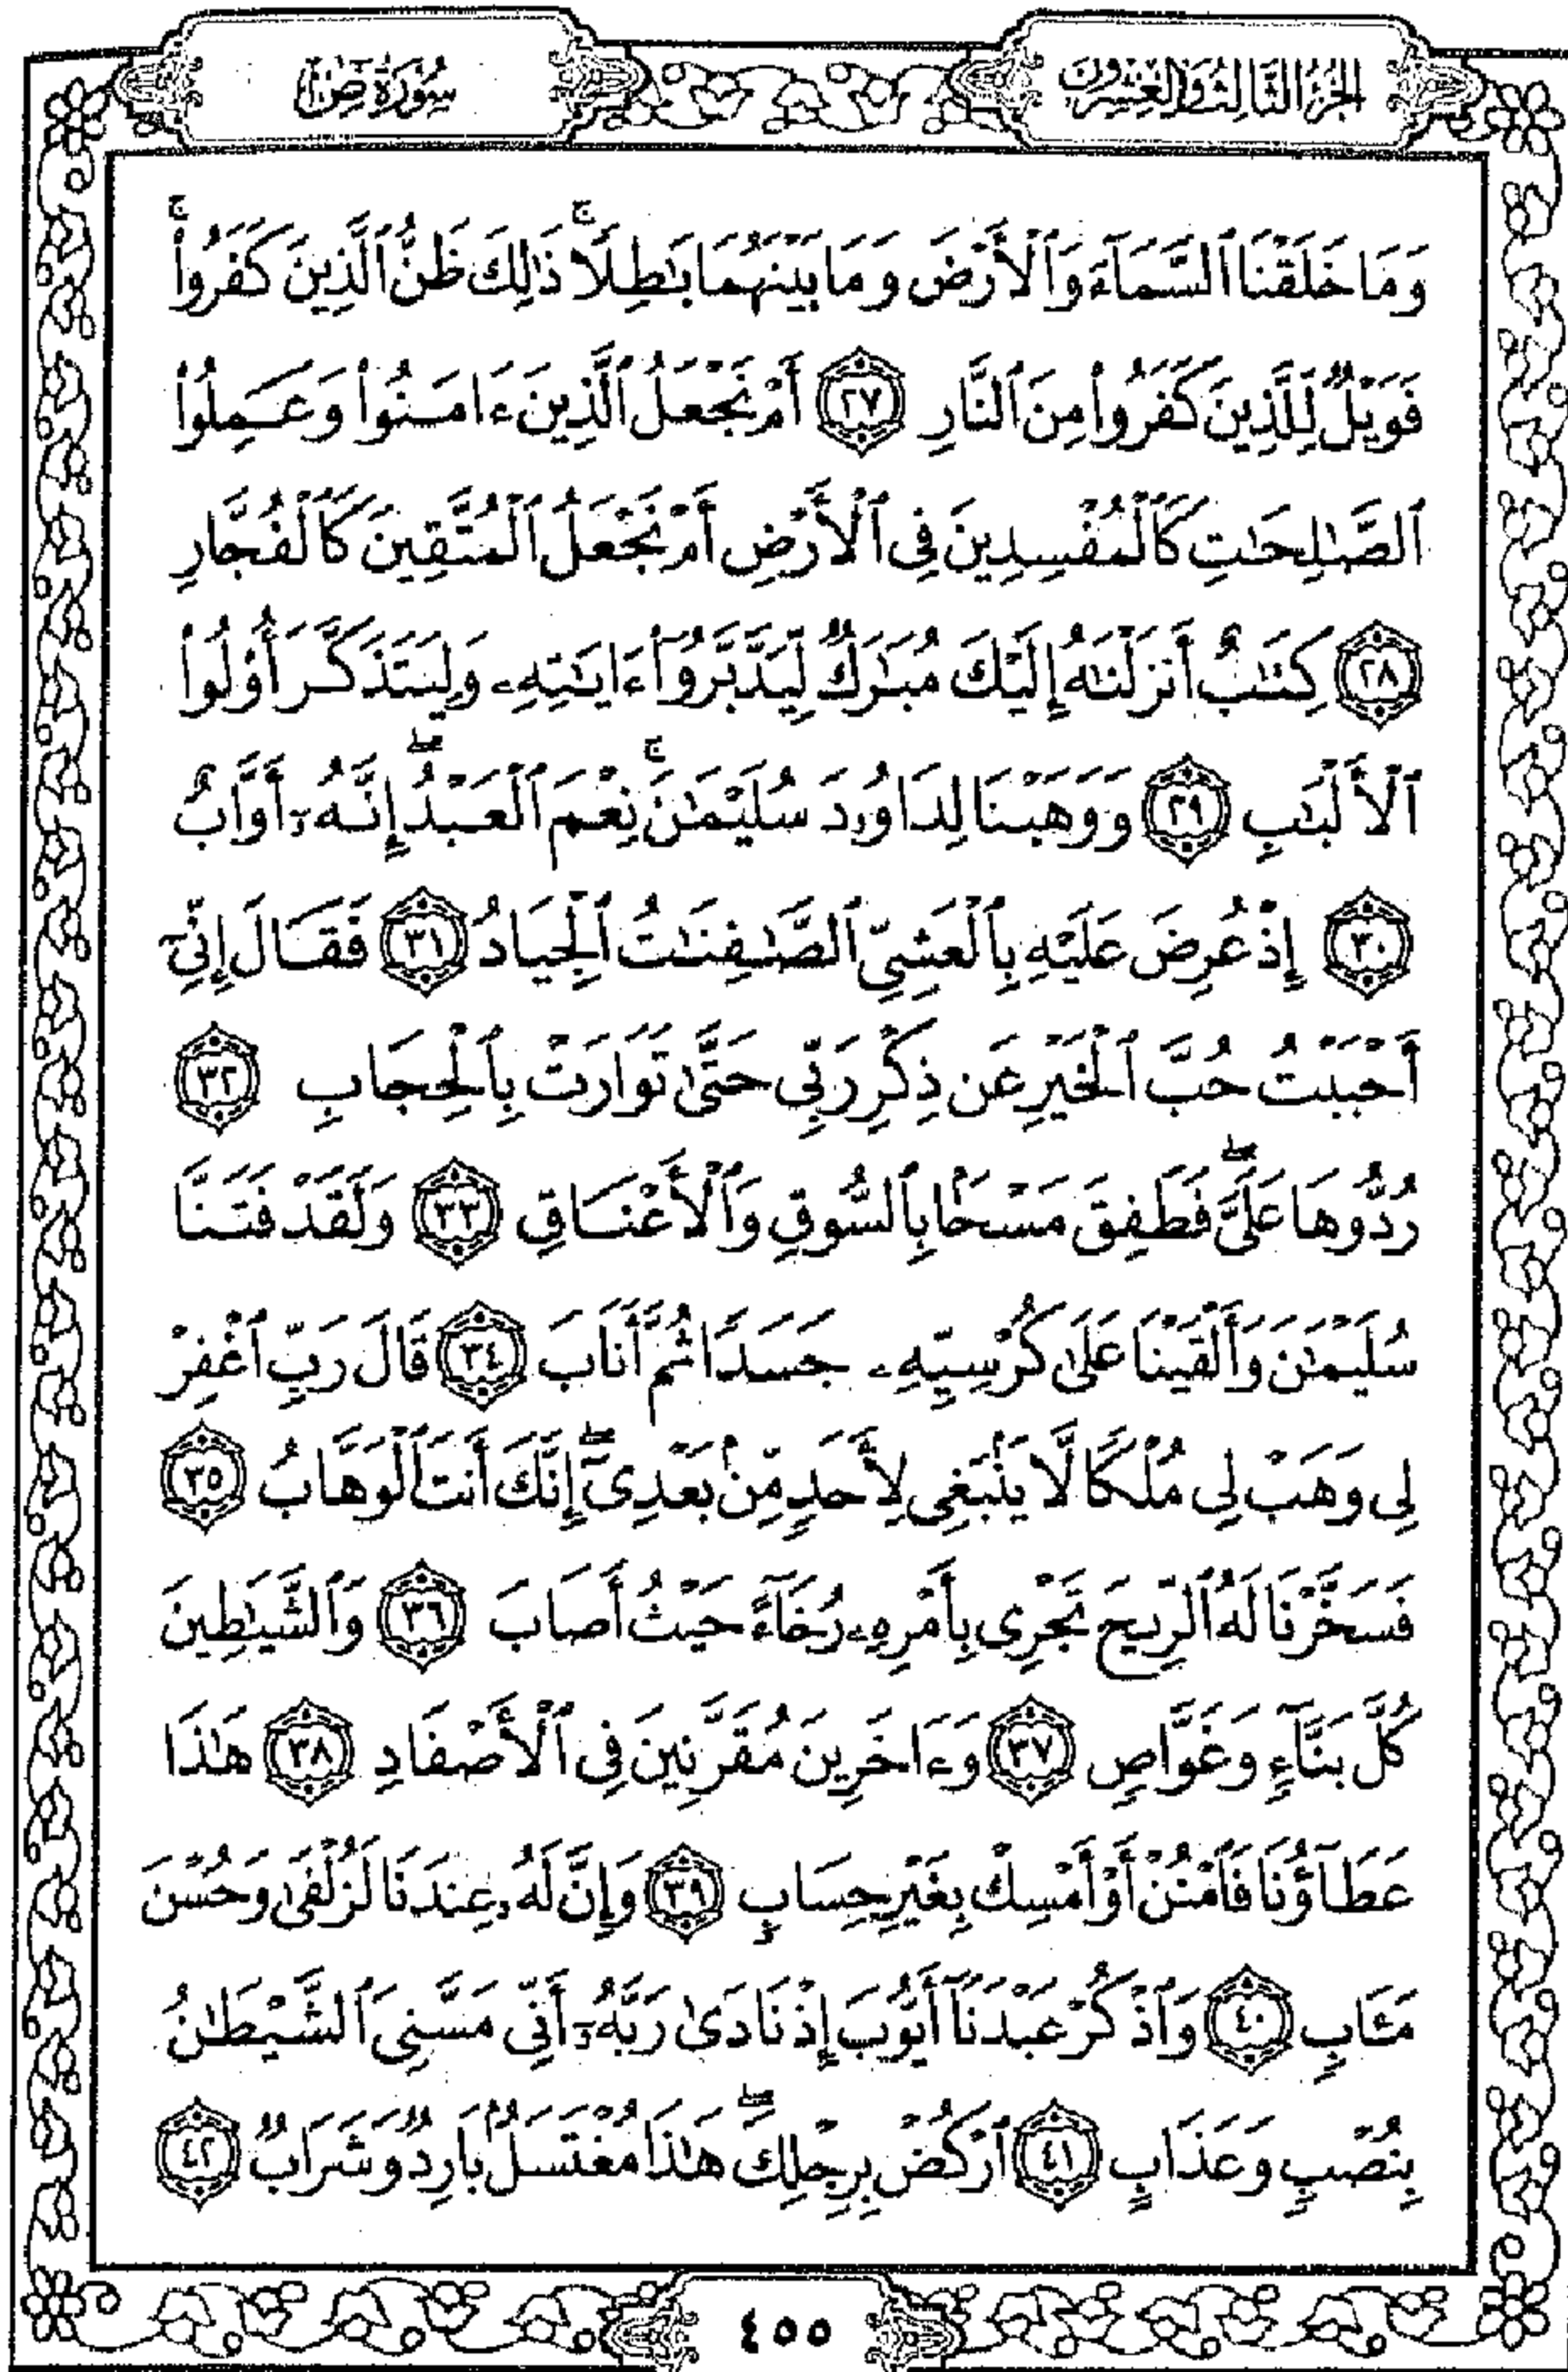 الجزء الثالث والعشرون
سورة ص
وَمَا خَلَقْنَا ٱلسَّمَآءَ وَٱلْأَرْضَ وَمَا بَيْنَهُمَا بَٰطِلًا ۚ ذَٰلِكَ ظَنُّ ٱلَّذِينَ كَفَرُوا۟ ۚ
فَوَيْلٌ لِّلَّذِينَ كَفَرُوا۟ مِنَ ٱلنَّارِ ٢٧ أَمْ نَجْعَلُ ٱلَّذِينَ ءَامَنُوا۟ وَعَمِلُوا۟
ٱلصَّٰلِحَٰتِ كَٱلْمُفْسِدِينَ فِى ٱلْأَرْضِ أَمْ نَجْعَلُ ٱلْمُتَّقِينَ كَٱلْفُجَّارِ
٢٨ كِتَٰبٌ أَنزَلْنَٰهُ إِلَيْكَ مُبَٰرَكٌ لِّيَدَّبَّرُوٓا۟ ءَايَٰتِهِۦ وَلِيَتَذَكَّرَ أُو۟لُوا۟
ٱلْأَلْبَٰبِ ٢٩ وَوَهَبْنَا لِدَاوُۥدَ سُلَيْمَٰنَ ۚ نِعْمَ ٱلْعَبْدُ ۖ إِنَّهُۥٓ أَوَّابٌ
٣٠ إِذْ عُرِضَ عَلَيْهِ بِٱلْعَشِىِّ ٱلصَّٰفِنَٰتُ ٱلْجِيَادُ ٣١ فَقَالَ إِنِّىٓ
أَحْبَبْتُ حُبَّ ٱلْخَيْرِ عَن ذِكْرِ رَبِّى حَتَّىٰ تَوَارَتْ بِٱلْحِجَابِ ٣٢
رُدُّوهَا عَلَىَّ ۖ فَطَفِقَ مَسْحًۢا بِٱلسُّوقِ وَٱلْأَعْنَاقِ ٣٣ وَلَقَدْ فَتَنَّا
سُلَيْمَٰنَ وَأَلْقَيْنَا عَلَىٰ كُرْسِيِّهِۦ جَسَدًا ثُمَّ أَنَابَ ٣٤ قَالَ رَبِّ ٱغْفِرْ
لِى وَهَبْ لِى مُلْكًا لَّا يَنۢبَغِى لِأَحَدٍ مِّنۢ بَعْدِىٓ ۖ إِنَّكَ أَنتَ ٱلْوَهَّابُ ٣٥
فَسَخَّرْنَا لَهُ ٱلرِّيحَ تَجْرِى بِأَمْرِهِۦ رُخَآءً حَيْثُ أَصَابَ ٣٦ وَٱلشَّيَٰطِينَ
كُلَّ بَنَّآءٍ وَغَوَّاصٍ ٣٧ وَءَاخَرِينَ مُقَرَّنِينَ فِى ٱلْأَصْفَادِ ٣٨ هَٰذَا
عَطَآؤُنَا فَٱمْنُنْ أَوْ أَمْسِكْ بِغَيْرِ حِسَابٍ ٣٩ وَإِنَّ لَهُۥ عِندَنَا لَزُلْفَىٰ وَحُسْنَ
مَـَٔابٍ ٤٠ وَٱذْكُرْ عَبْدَنَآ أَيُّوبَ إِذْ نَادَىٰ رَبَّهُۥٓ أَنِّى مَسَّنِىَ ٱلشَّيْطَٰنُ
بِنُصْبٍ وَعَذَابٍ ٤١ ٱرْكُضْ بِرِجْلِكَ ۖ هَٰذَا مُغْتَسَلٌۢ بَارِدٌ وَشَرَابٌ ٤٢
٤٥٥